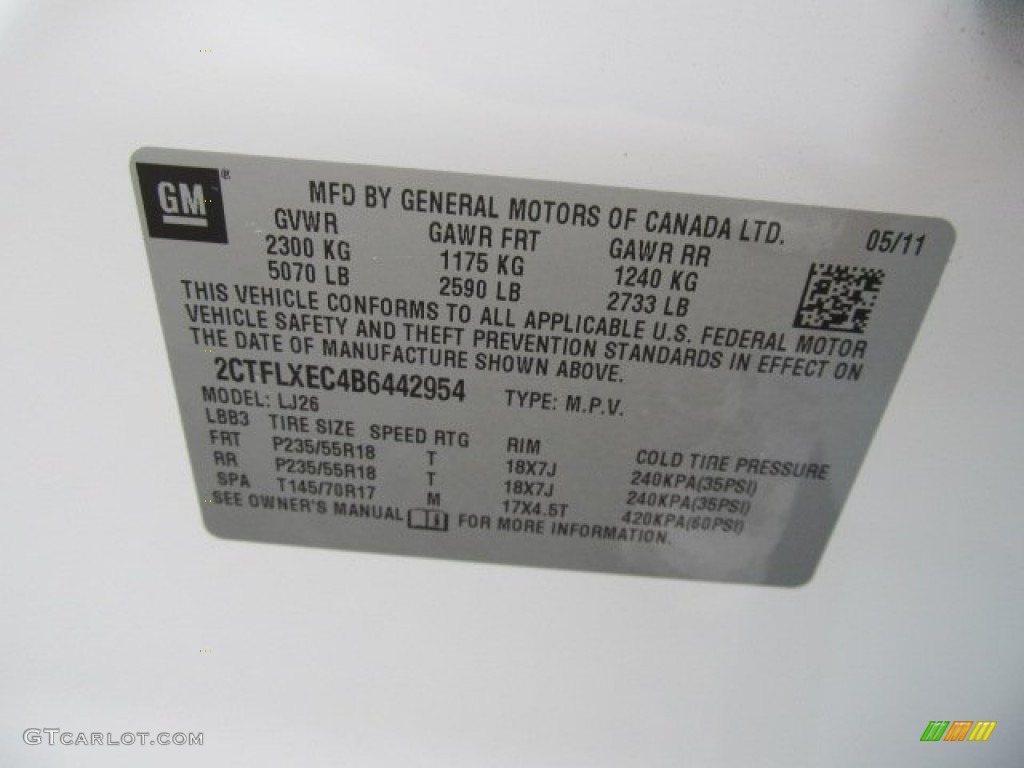 GM®
MFD BY GENERAL MOTORS OF CANADA LTD.
05/11
GVWR GAWR FRT GAWR RR
2300 KG 1175 KG 1240 KG
5070 LB 2590 LB 2733 LB
THIS VEHICLE CONFORMS TO ALL APPLICABLE U.S. FEDERAL MOTOR
VEHICLE SAFETY AND THEFT PREVENTION STANDARDS IN EFFECT ON
THE DATE OF MANUFACTURE SHOWN ABOVE.
2CTFLXEC4B6442954 TYPE: M.P.V.
MODEL: LJ26
LBB3 TIRE SIZE SPEED RTG RIM COLD TIRE PRESSURE
FRT P235/55R18 T 18X7J 240KPA(35PSI)
RR P235/55R18 T 18X7J 240KPA(35PSI)
SPA T145/70R17 M 17X4.5T 420KPA(60PSI)
SEE OWNER'S MANUAL FOR MORE INFORMATION.
GTCARLOT.COM